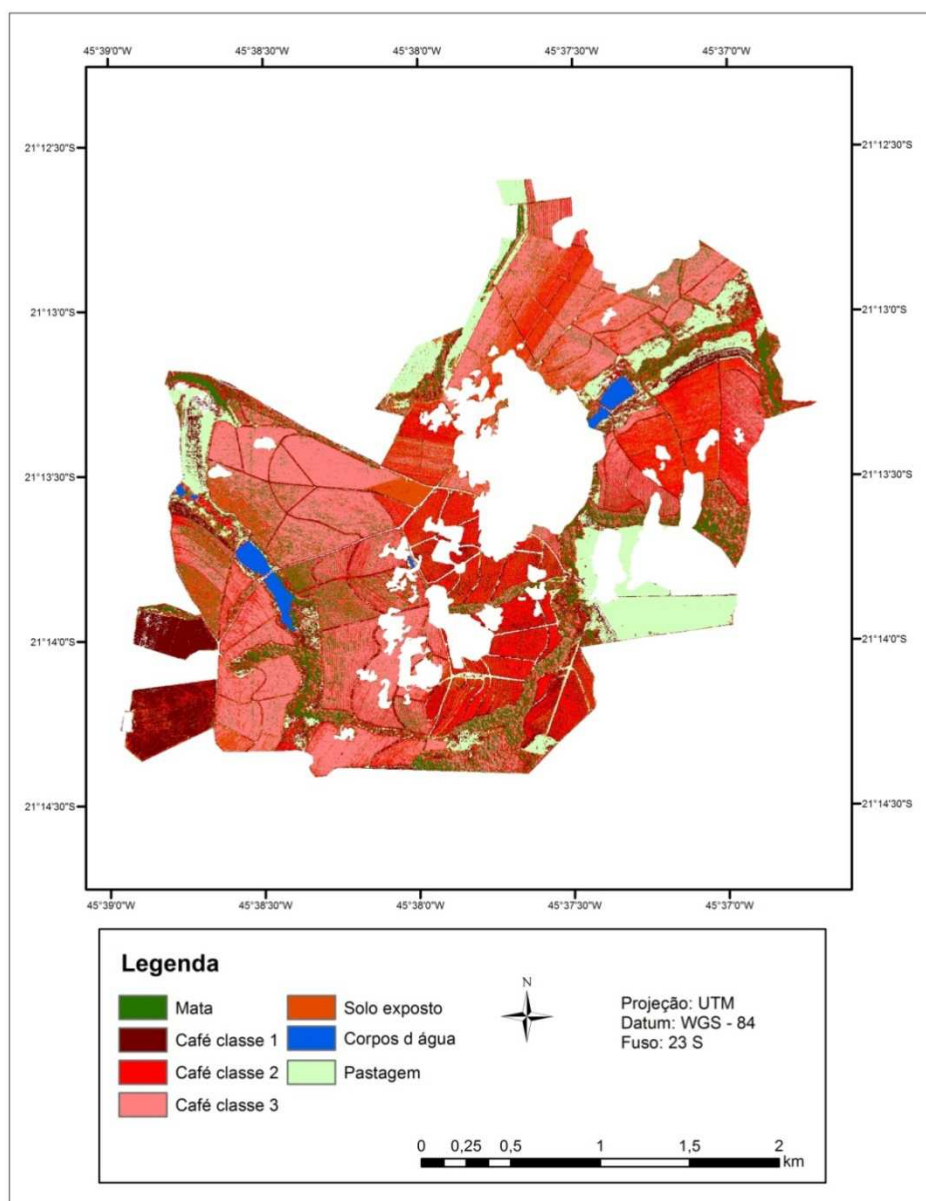 45°39'0"W 45°38'30"W 45°38'0"W 45°37'30"W 45°37'0"W
21°12'30"S 21°12'30"S
21°13'0"S 21°13'0"S
21°13'30"S 21°13'30"S
21°14'0"S 21°14'0"S
21°14'30"S 21°14'30"S
45°39'0"W 45°38'30"W 45°38'0"W 45°37'30"W 45°37'0"W
Legenda
Mata
Café classe 1
Café classe 2
Café classe 3
Solo exposto
Corpos d água
Pastagem
N
Projeção: UTM
Datum: WGS - 84
Fuso: 23 S
0 0,25 0,5 1 1,5 2
km